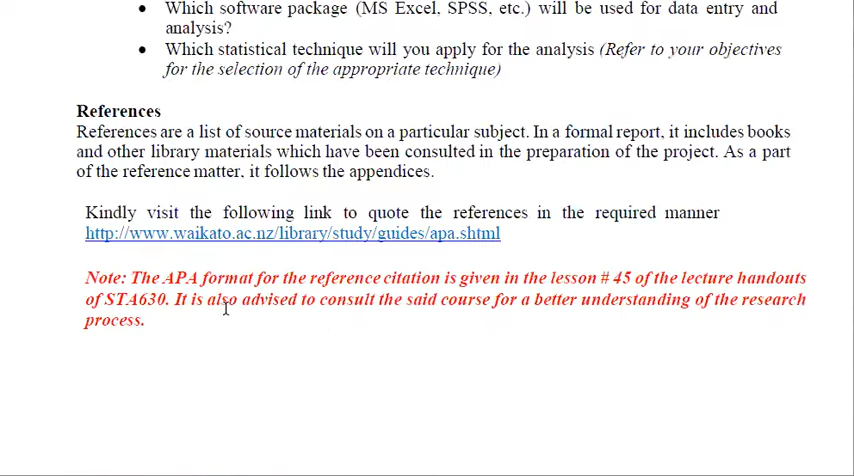 • Which software package (MS Excel, SPSS, etc.) will be used for data entry and
analysis?
• Which statistical technique will you apply for the analysis (Refer to your objectives
for the selection of the appropriate technique)
References
References are a list of source materials on a particular subject. In a formal report, it includes books
and other library materials which have been consulted in the preparation of the project. As a part
of the reference matter, it follows the appendices.
Kindly visit the following link to quote the references in the required manner
http://www.waikato.ac.nz/library/study/guides/apa.shtml
Note: The APA format for the reference citation is given in the lesson # 45 of the lecture handouts
of STA630. It is also advised to consult the said course for a better understanding of the research
process.